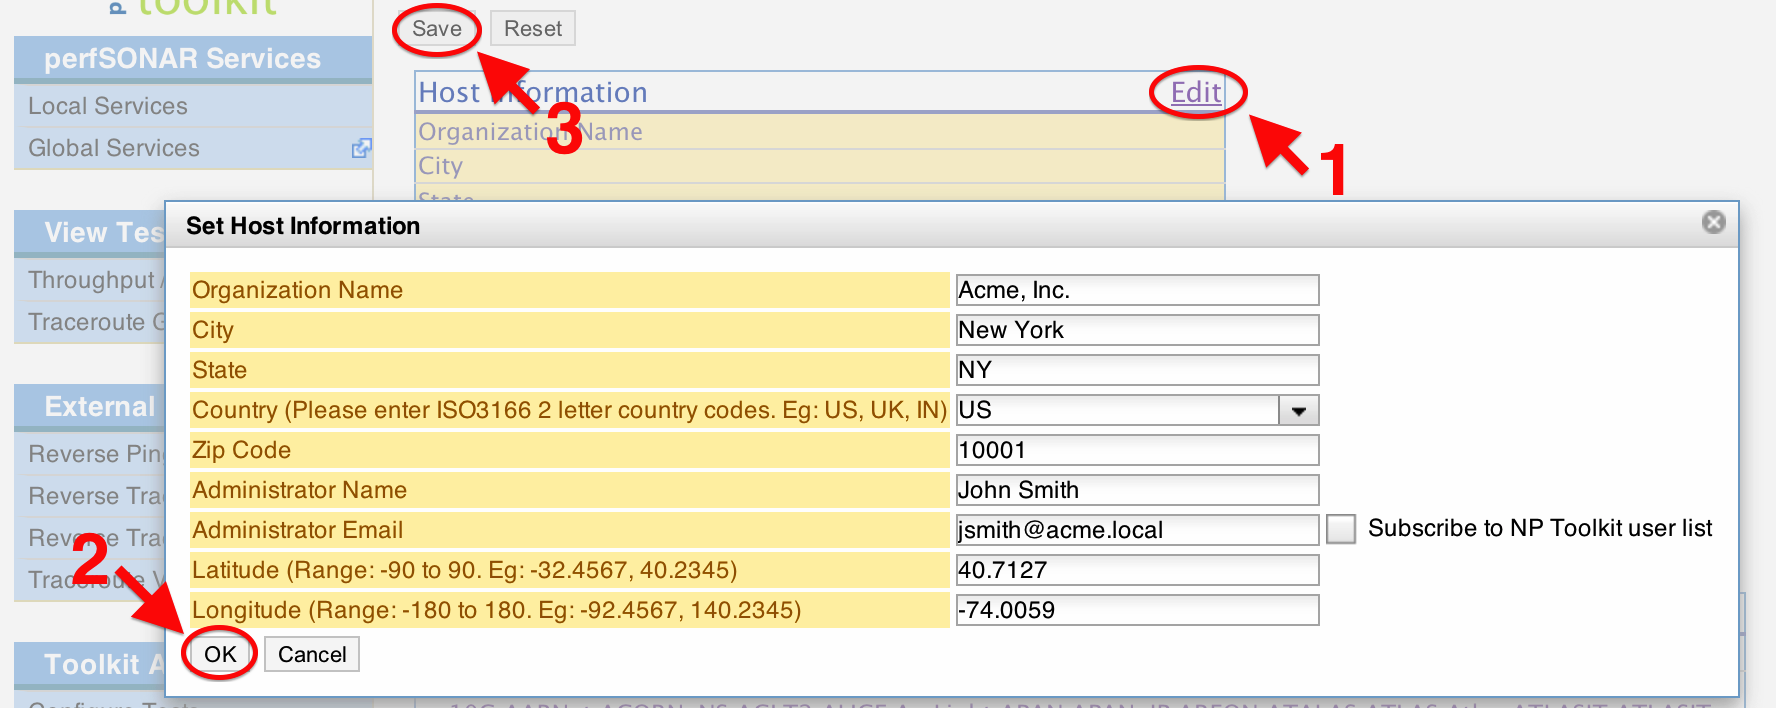 toolkit
Save Reset
perfSONAR Services
Host Information Edit
Local Services
3
Organization Name
Global Services
1
City
State
Set Host Information
View Tes
Throughput
Traceroute G
External
Reverse Pin
Reverse Tra
Reverse Tra
Traceroute V
Toolkit A
Configure Tests
Organization Name Acme, Inc.
City New York
State NY
Country (Please enter ISO3166 2 letter country codes. Eg: US, UK, IN) US
Zip Code 10001
Administrator Name John Smith
Administrator Email jsmith@acme.local Subscribe to NP Toolkit user list
Latitude (Range: -90 to 90. Eg: -32.4567, 40.2345) 40.7127
Longitude (Range: -180 to 180. Eg: -92.4567, 140.2345) -74.0059
2
OK Cancel